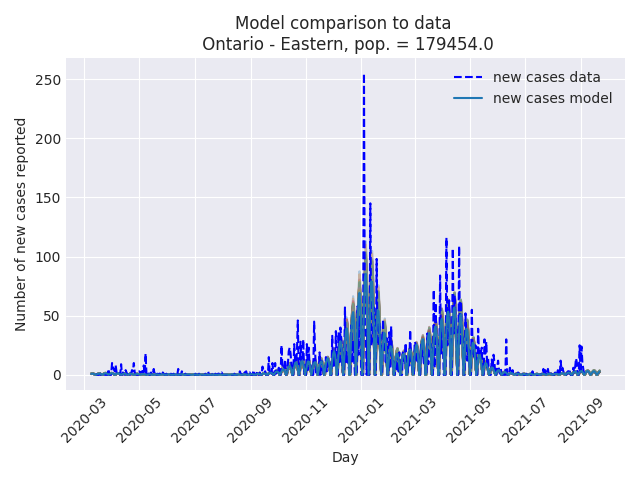 Model comparison to data
Ontario - Eastern, pop. = 179454.0
new cases data
new cases model
Number of new cases reported
250
200
150
100
50
0
2020-03
2020-05
2020-07
2020-09
2020-11
2021-01
2021-03
2021-05
2021-07
2021-09
Day